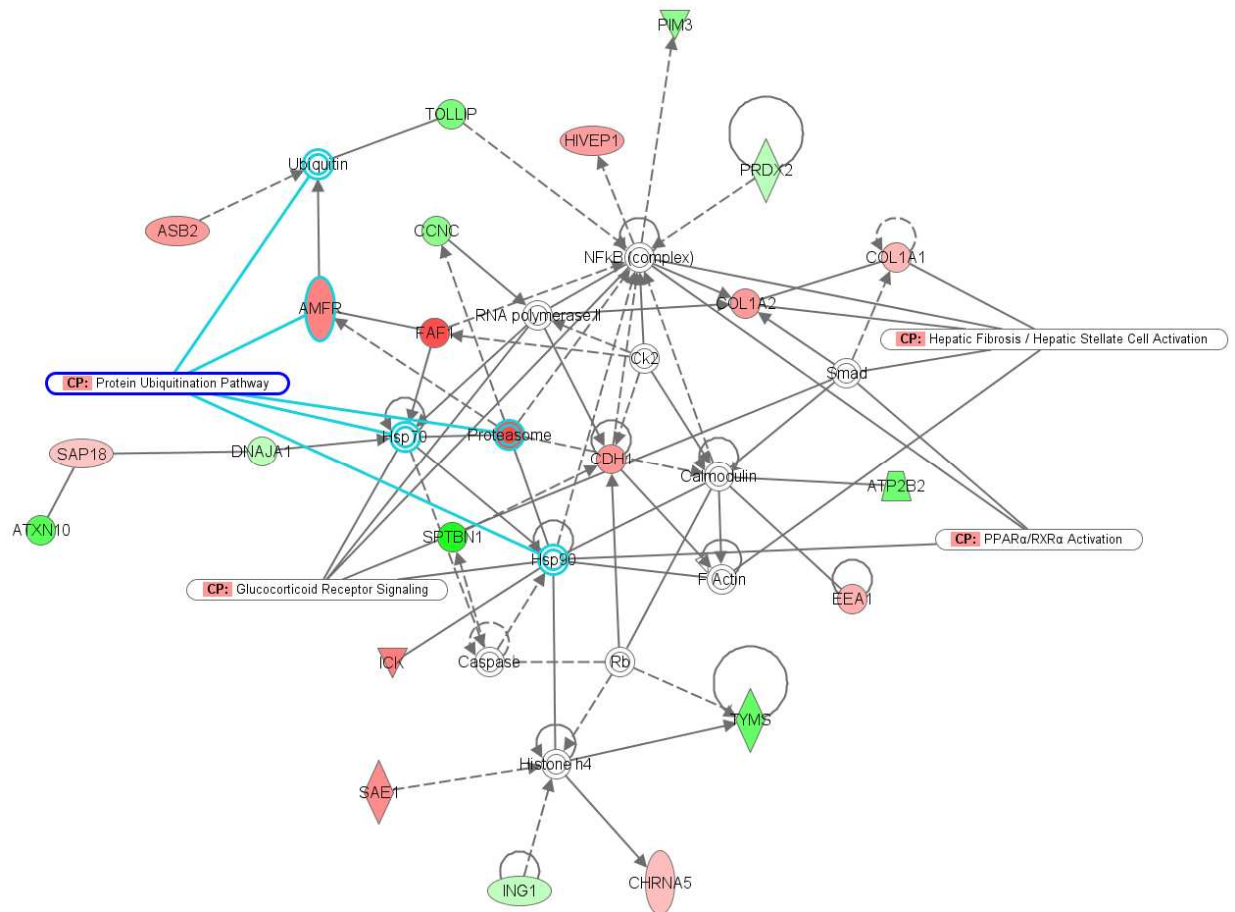 PIM3
TOLLIP
HIVEP1
PRDX2
Ubiquitin
ASB2
CCNC
NFkB (complex)
COL1A1
AMFR
COL1A2
RNA polymerase II
FAF1
CP: Hepatic Fibrosis / Hepatic Stellate Cell Activation
Ck2
Smad
CP: Protein Ubiquitination Pathway
Hsp70
Proteasome
SAP18
DNAJA1
CDH1
Calmodulin
ATP2B2
ATXN10
SPTBN1
CP: PPARα/RXRα Activation
Hsp90
F Actin
CP: Glucocorticoid Receptor Signaling
EEA1
ICK
Caspase
Rb
TYMS
Histone h4
SAE1
CHRNA5
ING1